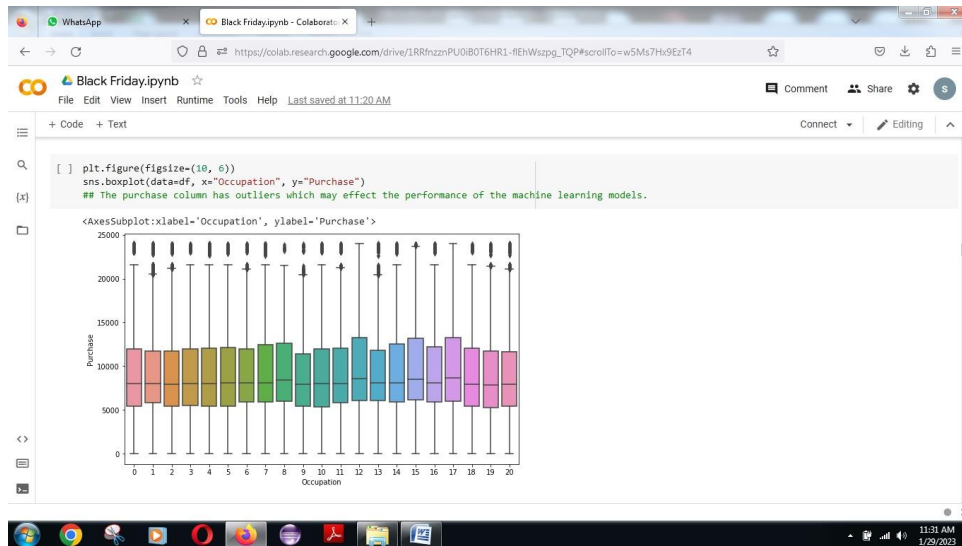 WhatsApp
Black Friday.ipynb - Colaborato
https://colab.research.google.com/drive/1RRfnzznPU0iB0T6HR1-flEhWszpg_TQP#scrollTo=w5Ms7Hx9EzT4
Black Friday.ipynb
File Edit View Insert Runtime Tools Help Last saved at 11:20 AM
Comment Share S
+ Code + Text
Connect Editing
[ ] plt.figure(figsize=(10, 6))
sns.boxplot(data=df, x="Occupation", y="Purchase")
## The purchase column has outliers which may effect the performance of the machine learning models.
{x}
<AxesSubplot:xlabel='Occupation', ylabel='Purchase'>
25000
20000
15000
10000
5000
0
Purchase
0 1 2 3 4 5 6 7 8 9 10 11 12 13 14 15 16 17 18 19 20
Occupation
11:31 AM
1/29/2023